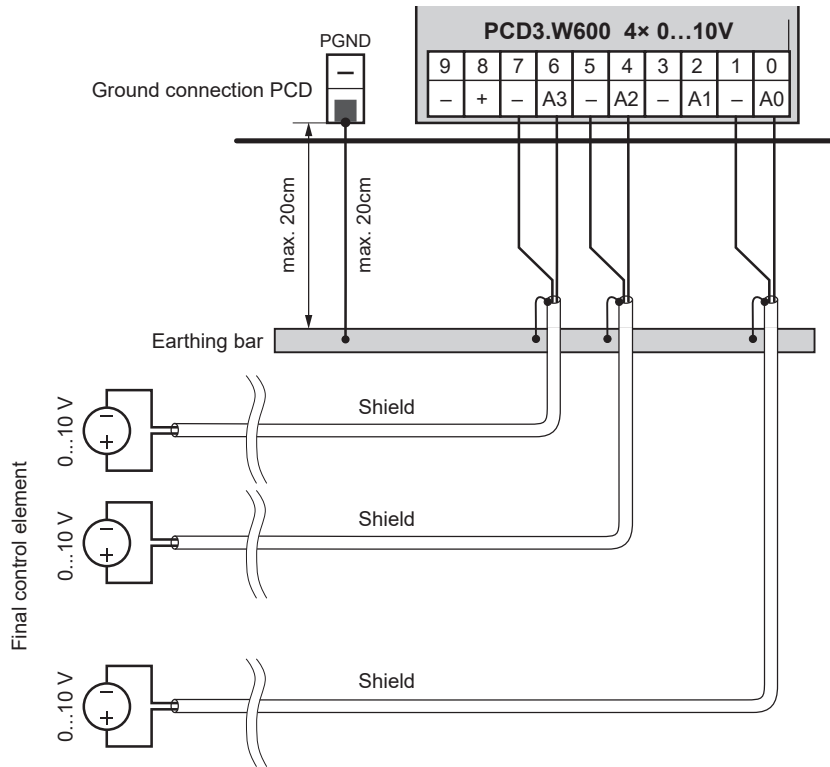 PCD3.W600 4× 0…10V
PGND
9 8 7 6 5 4 3 2 1 0
– + – A3 – A2 – A1 – A0
–
Ground connection PCD
max. 20cm
max. 20cm
Earthing bar
Shield
0…10 V
– +
Shield
0…10 V
– +
Final control element
Shield
0…10 V
– +